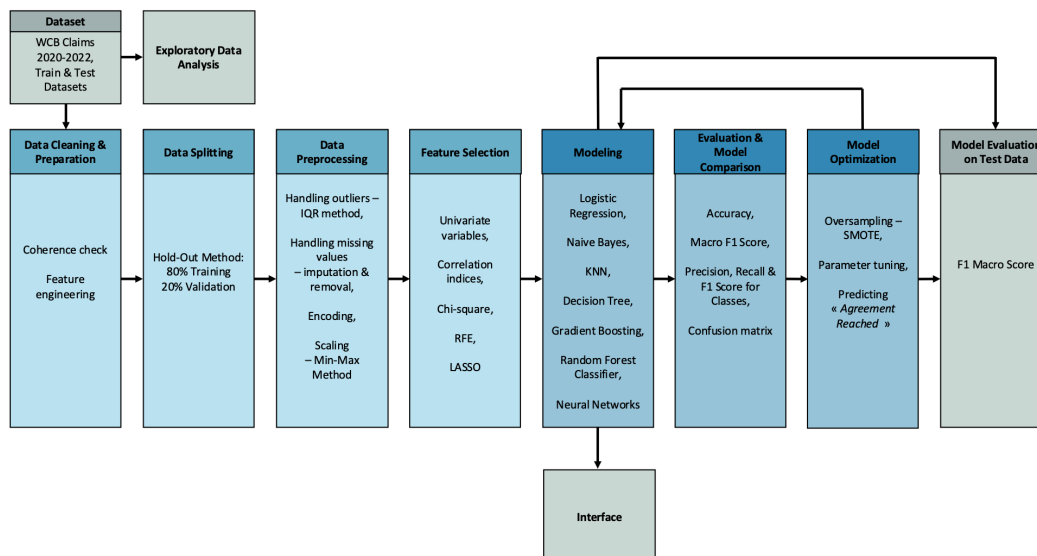 Dataset
WCB Claims
2020-2022,
Train & Test
Datasets
Exploratory Data
Analysis
Data Cleaning &
Preparation
Coherence check
Feature
engineering
Data Splitting
Hold-Out Method:
80% Training
20% Validation
Data
Preprocessing
Handling outliers –
IQR method,
Handling missing
values
– imputation &
removal,
Encoding,
Scaling
– Min-Max
Method
Feature Selection
Univariate
variables,
Correlation
indices,
Chi-square,
RFE,
LASSO
Modeling
Logistic
Regression,
Naive Bayes,
KNN,
Decision Tree,
Gradient Boosting,
Random Forest
Classifier,
Neural Networks
Evaluation &
Model
Comparison
Accuracy,
Macro F1 Score,
Precision, Recall &
F1 Score for
Classes,
Confusion matrix
Model
Optimization
Oversampling –
SMOTE,
Parameter tuning,
Predicting
« Agreement
Reached »
Model Evaluation
on Test Data
F1 Macro Score
Interface